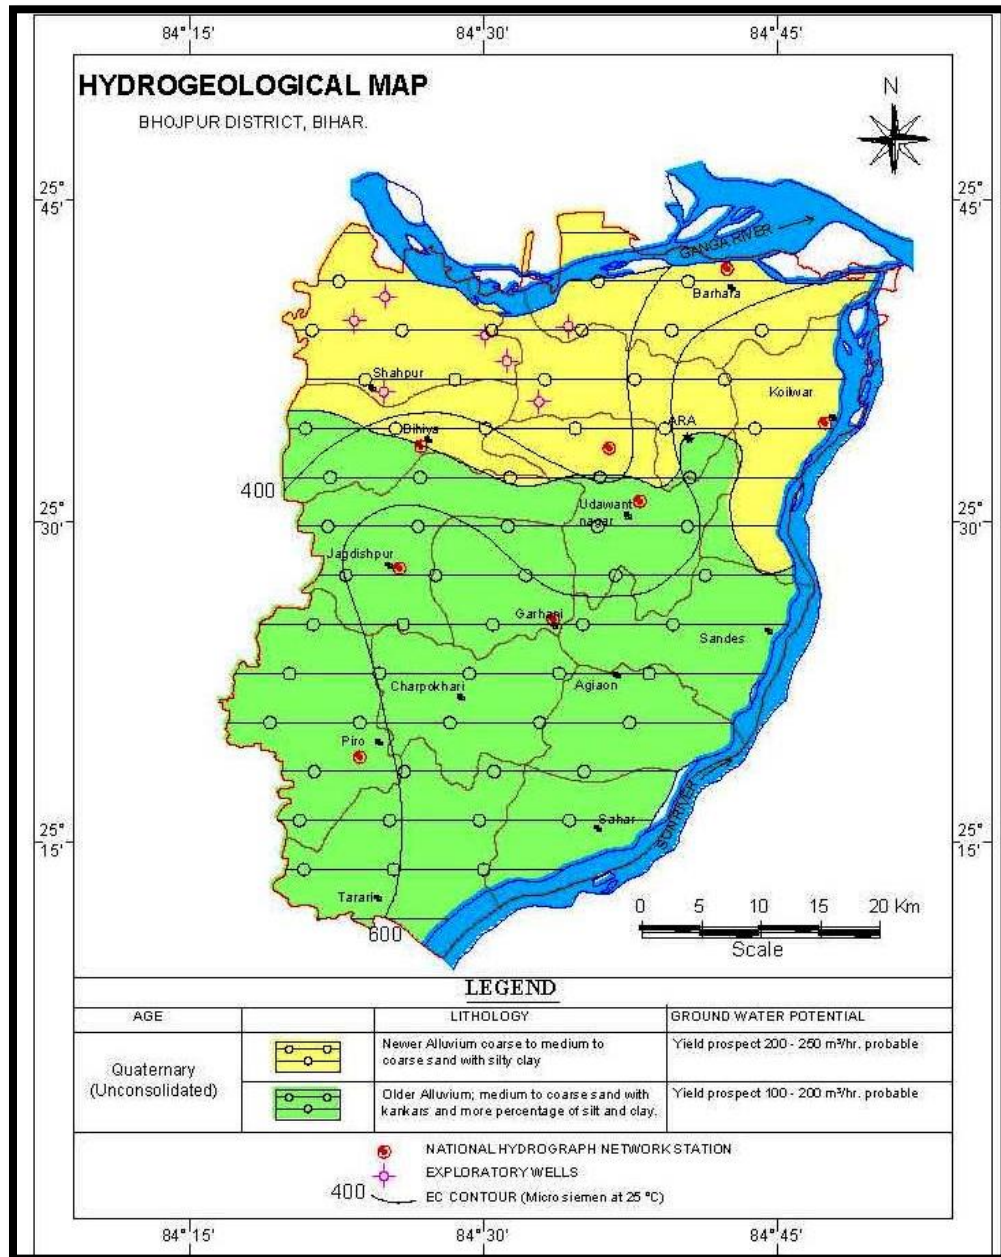 84° 15' 84° 30' 84° 45'
HYDROGEOLOGICAL MAP
BHOJPUR DISTRICT, BIHAR.
N
25° 45'
25° 45'
GANGA RIVER
Barhara
Shahpur
Koilwar
ARA
Bihiya
400
Udawant nagar
25° 30'
25° 30'
Jagdishpur
Garhani
Sandes
Charpokhari
Agiaon
Piro
SON RIVER
Sahar
25° 15'
25° 15'
Tarari
600
0 5 10 15 20 Km
Scale
LEGEND
AGE LITHOLOGY GROUND WATER POTENTIAL
Quaternary
(Unconsolidated)
Newer Alluvium coarse to medium to
coarse sand with silty clay
Yield prospect 200 - 250 m³/hr. probable
Older Alluvium; medium to coarse sand with
kankars and more percentage of silt and clay.
Yield prospect 100 - 200 m³/hr. probable
NATIONAL HYDROGRAPH NETWORK STATION
EXPLORATORY WELLS
400 EC CONTOUR (Micro siemen at 25 °C)
84° 15' 84° 30' 84° 45'